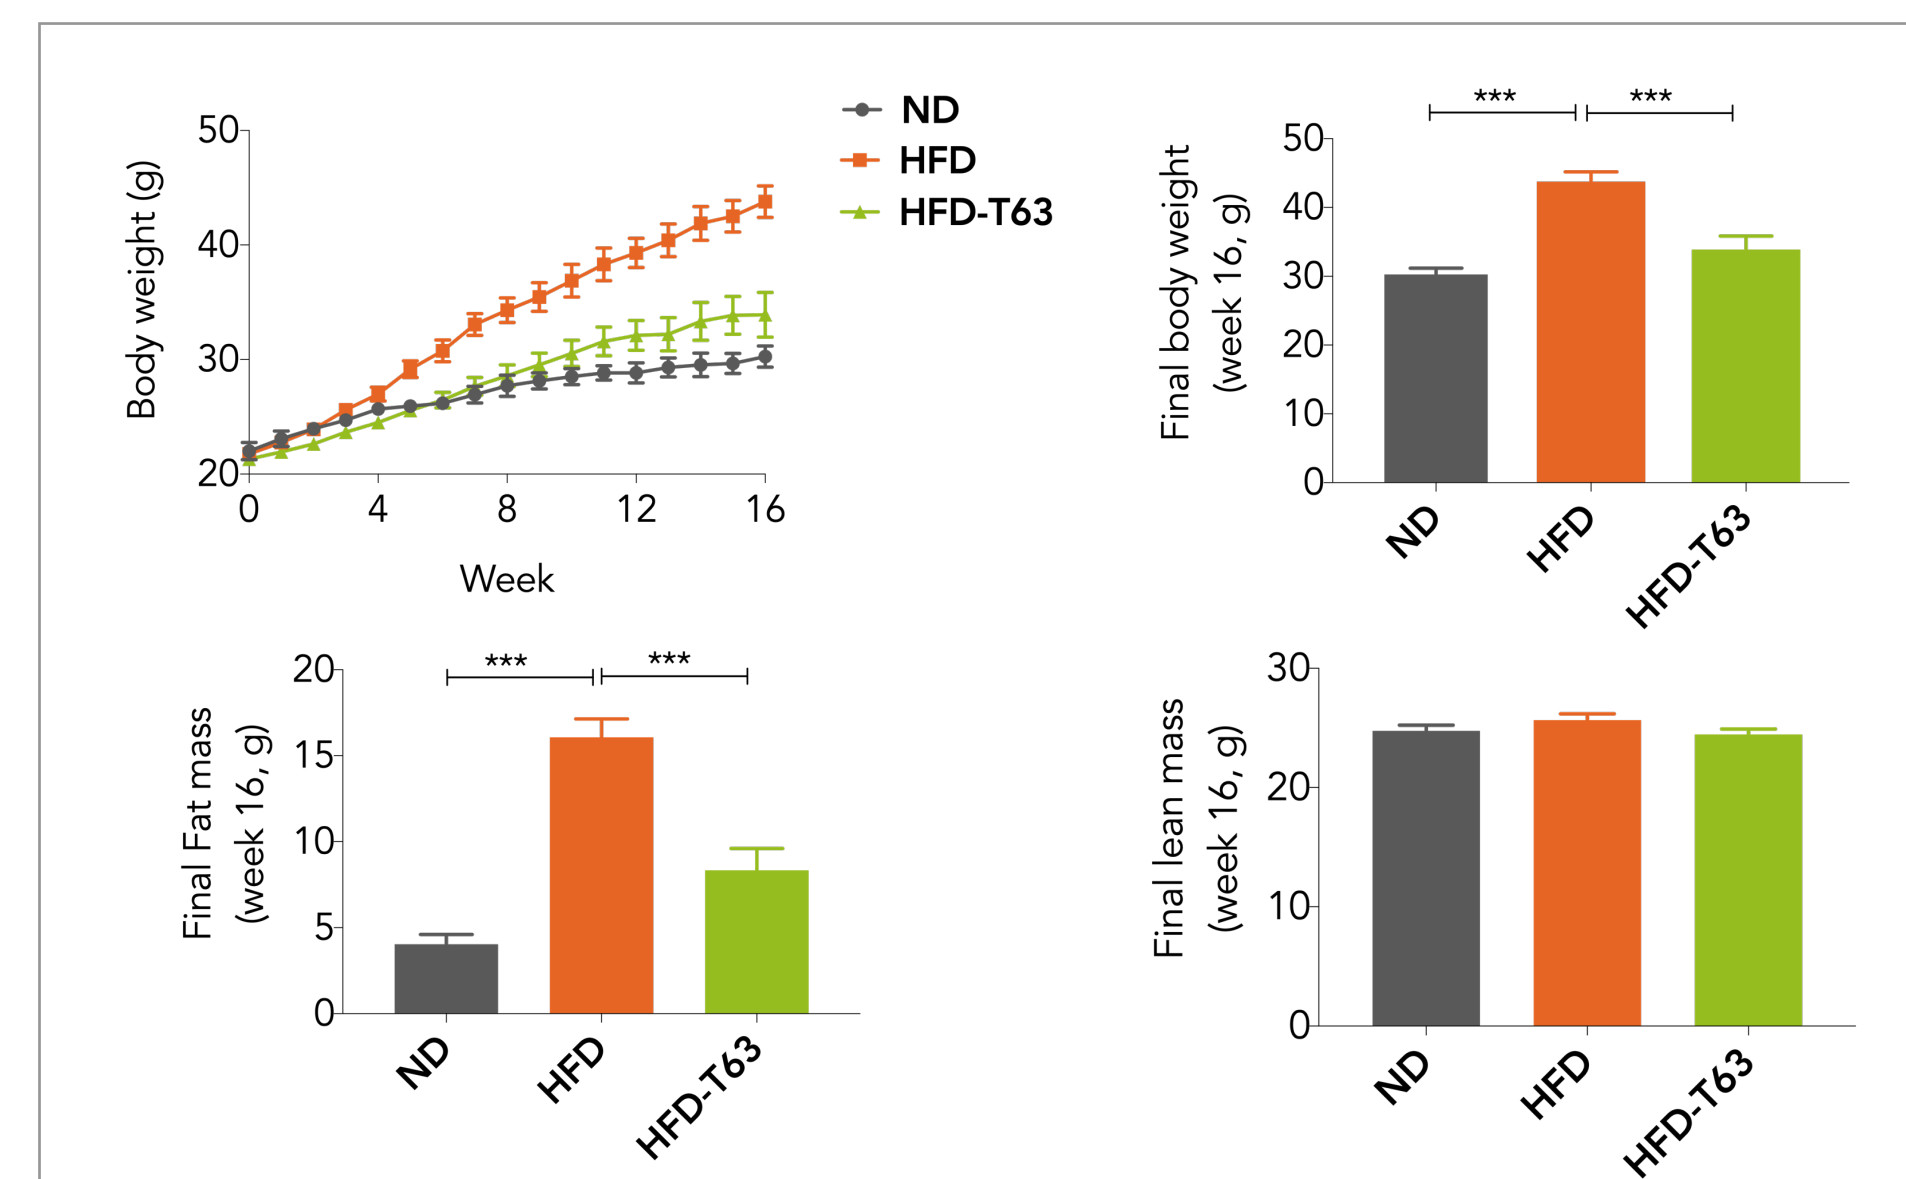 ND
HFD
HFD-T63
50
40
30
20
0 4 8 12 16
Body weight (g)
Week
*** ***
50
40
30
20
10
0
Final body weight
(week 16, g)
ND
HFD
HFD-T63
*** ***
20
15
10
5
0
Final Fat mass
(week 16, g)
ND
HFD
HFD-T63
30
20
10
0
Final lean mass
(week 16, g)
ND
HFD
HFD-T63